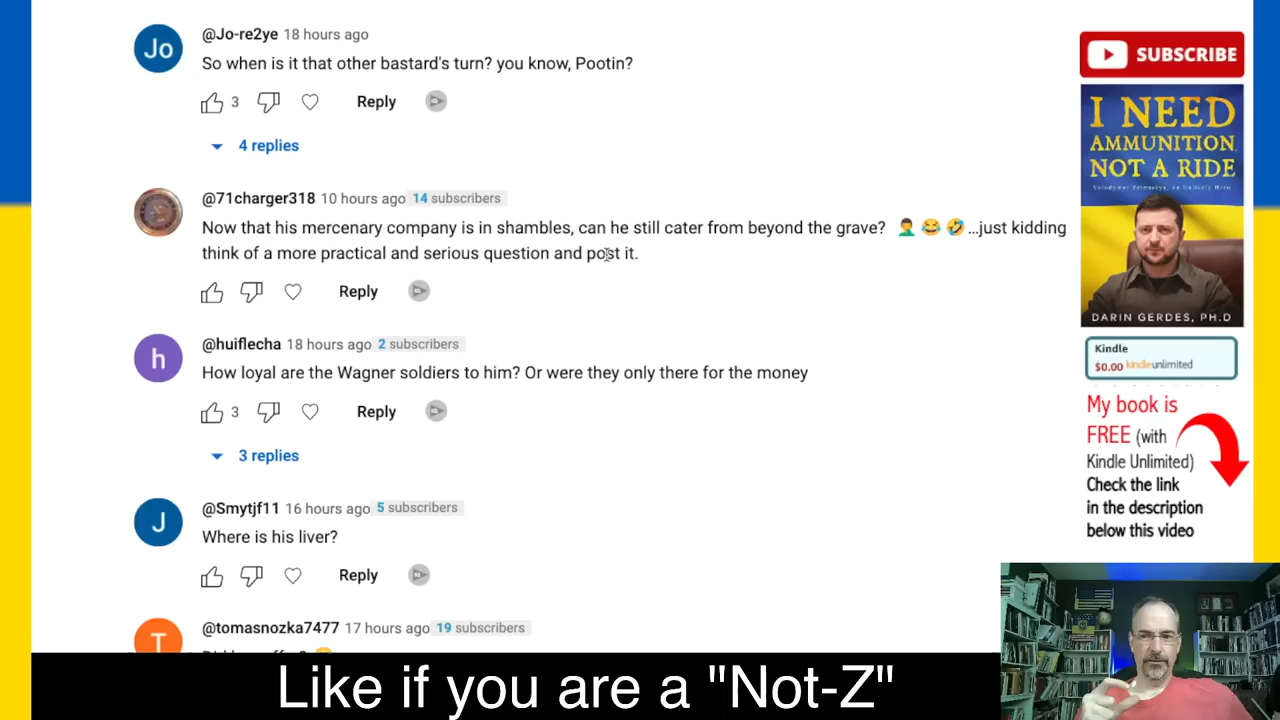 Jo
@Jo-re2ye 18 hours ago
So when is it that other bastard's turn? you know, Pootin?
3 Reply
4 replies
@71charger318 10 hours ago 14 subscribers
Now that his mercenary company is in shambles, can he still cater from beyond the grave? 🤦‍♂️ 😂 🤣 ...just kidding
think of a more practical and serious question and post it.
Reply
h
@huiflecha 18 hours ago 2 subscribers
How loyal are the Wagner soldiers to him? Or were they only there for the money
3 Reply
3 replies
J
@Smytjf11 16 hours ago 5 subscribers
Where is his liver?
Reply
T
@tomasnozka7477 17 hours ago 19 subscribers
SUBSCRIBE
I NEED
AMMUNITION,
NOT A RIDE
Volodymyr Zelenskyy, An Unlikely Hero
DARIN GERDES, PH.D
Kindle
$0.00 kindleunlimited
My book is
FREE (with
Kindle Unlimited)
Check the link
in the description
below this video
Like if you are a "Not-Z"